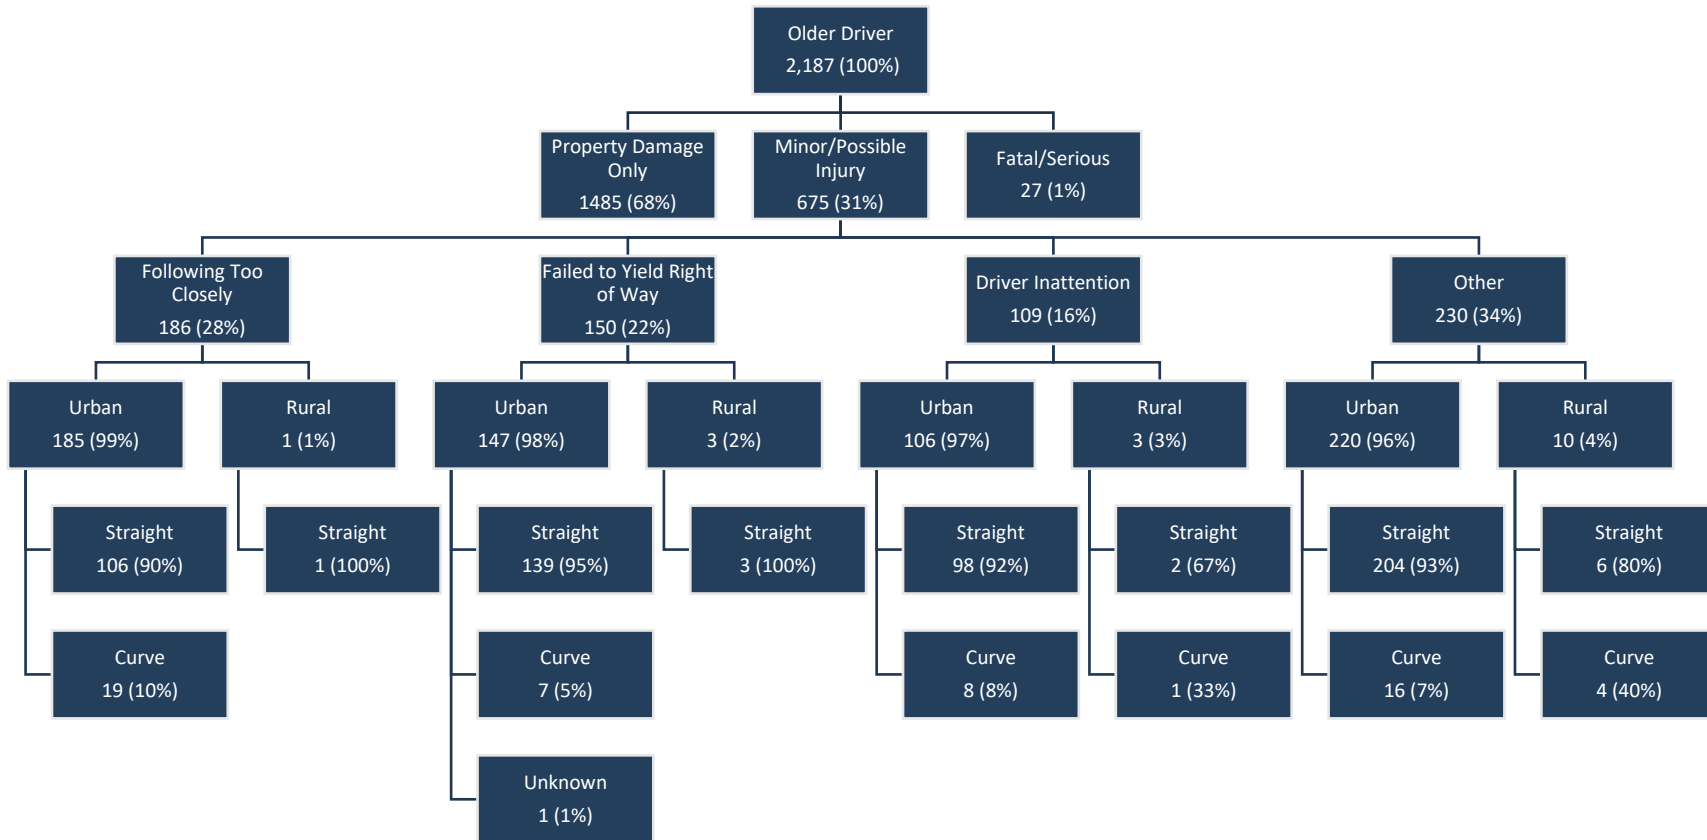 Older Driver
2,187 (100%)
Property Damage
Only
1485 (68%)
Minor/Possible
Injury
675 (31%)
Fatal/Serious
27 (1%)
Following Too
Closely
186 (28%)
Failed to Yield Right
of Way
150 (22%)
Driver Inattention
109 (16%)
Other
230 (34%)
Urban
185 (99%)
Rural
1 (1%)
Urban
147 (98%)
Rural
3 (2%)
Urban
106 (97%)
Rural
3 (3%)
Urban
220 (96%)
Rural
10 (4%)
Straight
106 (90%)
Straight
1 (100%)
Straight
139 (95%)
Straight
3 (100%)
Straight
98 (92%)
Straight
2 (67%)
Straight
204 (93%)
Straight
6 (80%)
Curve
19 (10%)
Curve
7 (5%)
Curve
8 (8%)
Curve
1 (33%)
Curve
16 (7%)
Curve
4 (40%)
Unknown
1 (1%)